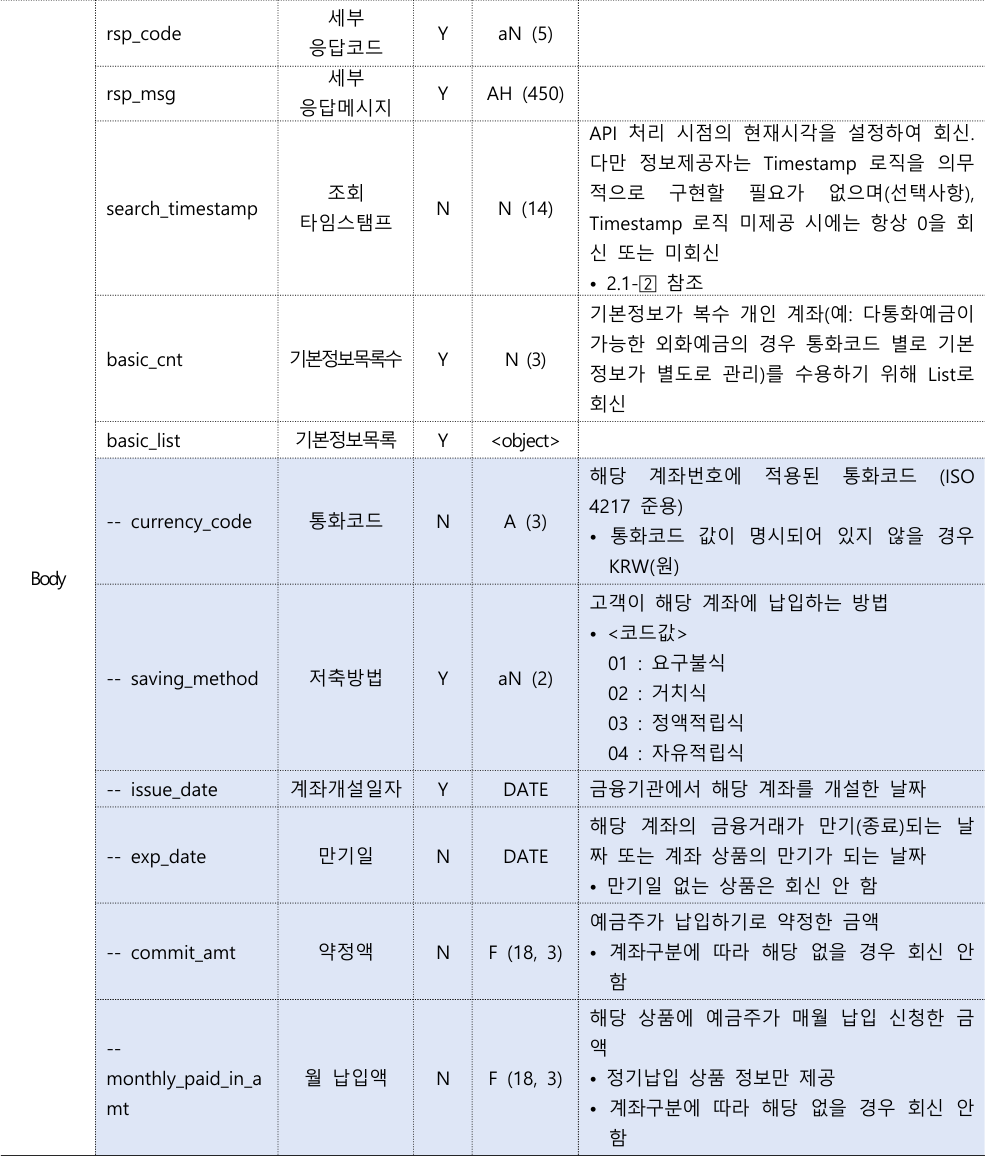 rsp_code
세부
응답코드
Y
aN (5)
rsp_msg
세부
응답메시지
Y
AH (450)
search_timestamp
조회
타임스탬프
N
N (14)
API 처리 시점의 현재시각을 설정하여 회신.
다만 정보제공자는 Timestamp 로직을 의무
적으로 구현할 필요가 없으며(선택사항),
Timestamp 로직 미제공 시에는 항상 0을 회
신 또는 미회신
• 2.1-2 참조
basic_cnt
기본정보목록수
Y
N (3)
기본정보가 복수 개인 계좌(예: 다통화예금이
가능한 외화예금의 경우 통화코드 별로 기본
정보가 별도로 관리)를 수용하기 위해 List로
회신
basic_list
기본정보목록
Y
<object>
Body
-- currency_code
통화코드
N
A (3)
해당 계좌번호에 적용된 통화코드 (ISO
4217 준용)
• 통화코드 값이 명시되어 있지 않을 경우
KRW(원)
-- saving_method
저축방법
Y
aN (2)
고객이 해당 계좌에 납입하는 방법
• <코드값>
01 : 요구불식
02 : 거치식
03 : 정액적립식
04 : 자유적립식
-- issue_date
계좌개설일자
Y
DATE
금융기관에서 해당 계좌를 개설한 날짜
-- exp_date
만기일
N
DATE
해당 계좌의 금융거래가 만기(종료)되는 날
짜 또는 계좌 상품의 만기가 되는 날짜
• 만기일 없는 상품은 회신 안 함
-- commit_amt
약정액
N
F (18, 3)
예금주가 납입하기로 약정한 금액
• 계좌구분에 따라 해당 없을 경우 회신 안
함
--
monthly_paid_in_a
mt
월 납입액
N
F (18, 3)
해당 상품에 예금주가 매월 납입 신청한 금
액
• 정기납입 상품 정보만 제공
• 계좌구분에 따라 해당 없을 경우 회신 안
함